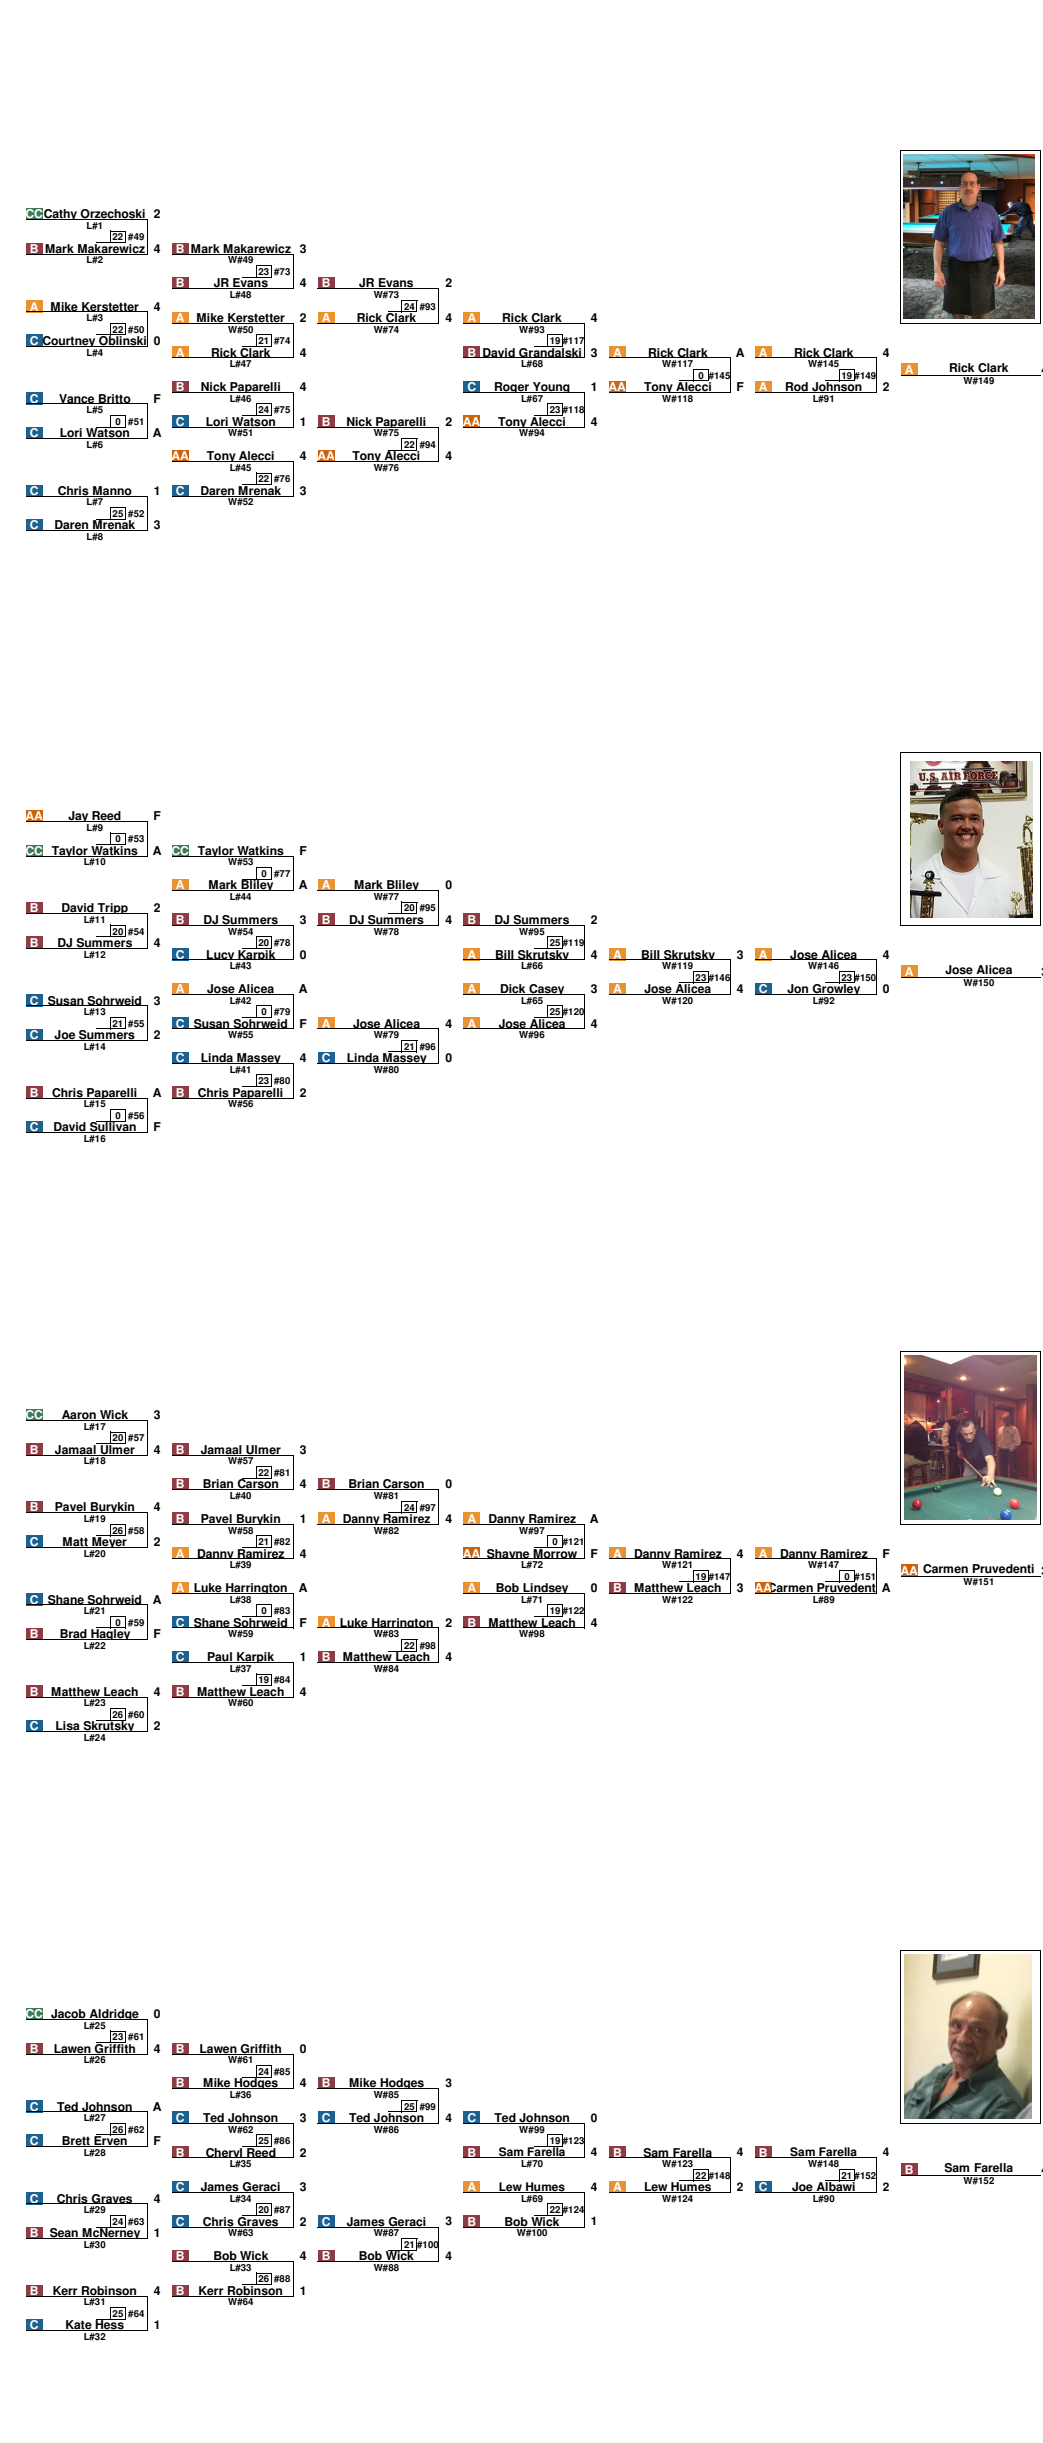 CC Cathy Orzechoski 2
L#1
22 #49
B Mark Makarewicz 4 B Mark Makarewicz 3
L#2 W#49
23 #73
B JR Evans 4 B JR Evans 2
L#48 W#73
A Mike Kerstetter 4 24 #93
L#3 A Mike Kerstetter 2 A Rick Clark 4 A Rick Clark 4
22 #50 W#50 W#74 W#93
C Courtney Oblinski 0 21 #74 19 #117
L#4 A Rick Clark 4 B David Grandalski 3 A Rick Clark A A Rick Clark 4
L#47 L#68 W#117 W#145
0 #145 19 #149 A Rick Clark
W#149
B Nick Paparelli 4 C Roger Young 1 AA Tony Alecci F A Rod Johnson 2
L#46 L#67 W#118 L#91
C Vance Britto F 24 #75 23 #118
L#5 C Lori Watson 1 B Nick Paparelli 2 AA Tony Alecci 4
0 #51 W#51 W#75 W#94
C Lori Watson A 22 #94
L#6 AA Tony Alecci 4 AA Tony Alecci 4
L#45 W#76
22 #76
C Chris Manno 1 C Daren Mrenak 3
L#7 W#52
25 #52
C Daren Mrenak 3
L#8
U.S. AIR FORCE
AA Jay Reed F
L#9
0 #53
CC Taylor Watkins A CC Taylor Watkins F
L#10 W#53
0 #77
A Mark Bliley A A Mark Bliley 0
L#44 W#77
B David Tripp 2 20 #95
L#11 B DJ Summers 3 B DJ Summers 4 B DJ Summers 2
20 #54 W#54 W#78 W#95
B DJ Summers 4 20 #78 25 #119
L#12 C Lucy Karpik 0 A Bill Skrutsky 4 A Bill Skrutsky 3 A Jose Alicea 4
L#43 L#66 W#119 W#146
23 #146 23 #150 A Jose Alicea
W#150
A Jose Alicea A A Dick Casey 3 A Jose Alicea 4 C Jon Growley 0
L#42 L#65 W#120 L#92
C Susan Sohrweid 3 0 #79 25 #120
L#13 C Susan Sohrweid F A Jose Alicea 4 A Jose Alicea 4
21 #55 W#55 W#79 W#96
C Joe Summers 2 21 #96
L#14 C Linda Massey 4 C Linda Massey 0
L#41 W#80
23 #80
B Chris Paparelli A B Chris Paparelli 2
L#15 W#56
0 #56
C David Sullivan F
L#16
CC Aaron Wick 3
L#17
20 #57
B Jamaal Ulmer 4 B Jamaal Ulmer 3
L#18 W#57
22 #81
B Brian Carson 4 B Brian Carson 0
L#40 W#81
B Pavel Burykin 4 24 #97
L#19 B Pavel Burykin 1 A Danny Ramirez 4 A Danny Ramirez A
26 #58 W#58 W#82 W#97
C Matt Meyer 2 21 #82 0 #121
L#20 A Danny Ramirez 4 AA Shayne Morrow F A Danny Ramirez 4 A Danny Ramirez F
L#39 L#72 W#121 W#147
19 #147 0 #151 AA Carmen Pruvedenti
W#151
A Luke Harrington A A Bob Lindsey 0 B Matthew Leach 3 AA Carmen Pruvedent A
L#38 L#71 W#122 L#89
C Shane Sohrweid A 0 #83 19 #122
L#21 C Shane Sohrweid F A Luke Harrington 2 B Matthew Leach 4
0 #59 W#59 W#83 W#98
B Brad Hagley F 22 #98
L#22 C Paul Karpik 1 B Matthew Leach 4
L#37 W#84
19 #84
B Matthew Leach 4 B Matthew Leach 4
L#23 W#60
26 #60
C Lisa Skrutsky 2
L#24
CC Jacob Aldridge 0
L#25
23 #61
B Lawen Griffith 4 B Lawen Griffith 0
L#26 W#61
24 #85
B Mike Hodges 4 B Mike Hodges 3
L#36 W#85
C Ted Johnson A 25 #99
L#27 C Ted Johnson 3 C Ted Johnson 4 C Ted Johnson 0
26 #62 W#62 W#86 W#99
C Brett Erven F 25 #86 19 #123
L#28 B Cheryl Reed 2 B Sam Farella 4 B Sam Farella 4 B Sam Farella 4
L#35 L#70 W#123 W#148
22 #148 21 #152 B Sam Farella
W#152
C James Geraci 3 A Lew Humes 4 A Lew Humes 2 C Joe Albawi 2
L#34 L#69 W#124 L#90
C Chris Graves 4 20 #87 22 #124
L#29 C Chris Graves 2 C James Geraci 3 B Bob Wick 1
24 #63 W#63 W#87 W#100
B Sean McNerney 1 21 #100
L#30 B Bob Wick 4 B Bob Wick 4
L#33 W#88
26 #88
B Kerr Robinson 4 B Kerr Robinson 1
L#31 W#64
25 #64
C Kate Hess 1
L#32